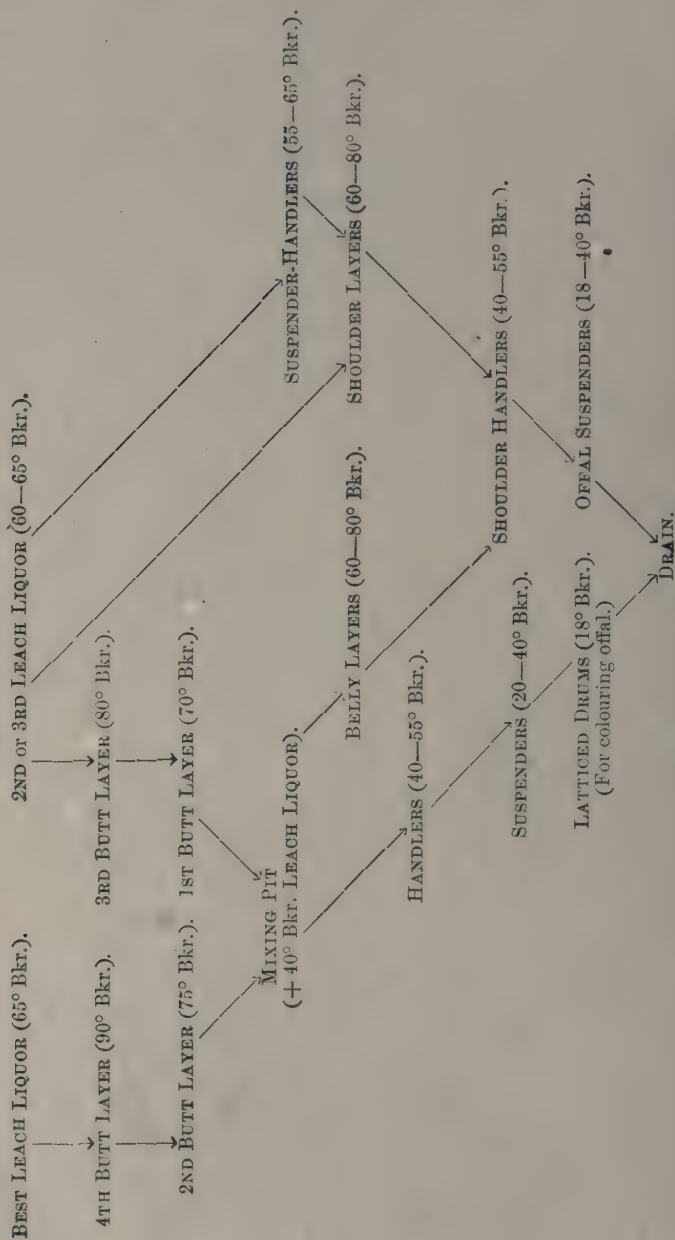 BEST LEACH LIQUOR (65° Bkr.).
2ND or 3RD LEACH LIQUOR (60—65° Bkr.).
4TH BUTT LAYER (90° Bkr.).
3RD BUTT LAYER (80° Bkr.).
2ND BUTT LAYER (75° Bkr.).
1ST BUTT LAYER (70° Bkr.).
MIXING PIT
(+ 40° Bkr. LEACH LIQUOR).
SUSPENDER-HANDLERS (55—65° Bkr.).
BELLY LAYERS (60—80° Bkr.).
SHOULDER LAYERS (60—80° Bkr.).
HANDLERS (40—55° Bkr.).
SHOULDER HANDLERS (40—55° Bkr.).
SUSPENDERS (20—40° Bkr.).
LATTICED DRUMS (18° Bkr.).
(For colouring offal.)
OFFAL SUSPENDERS (18—40° Bkr.).
DRAIN.